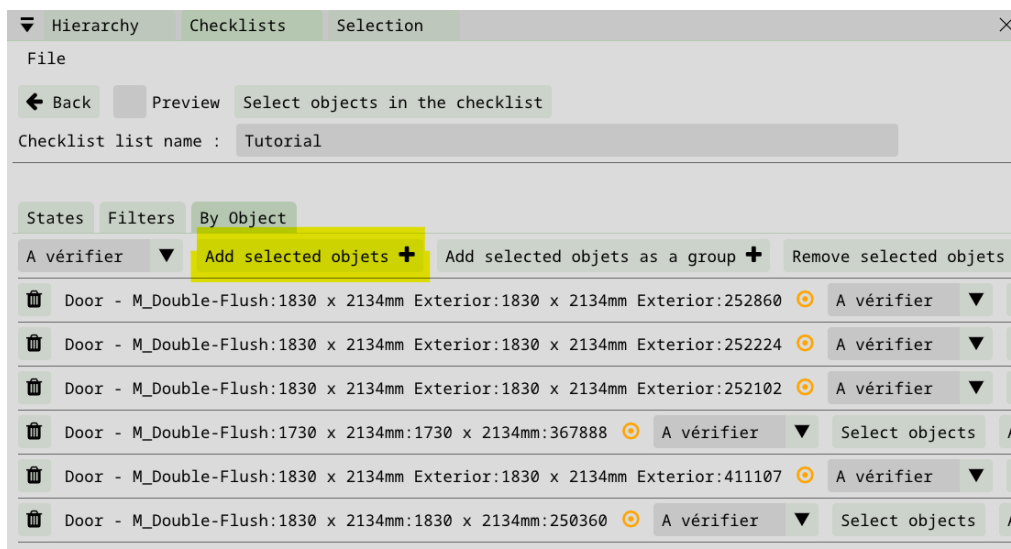 Hierarchy Checklists Selection
File
Back Preview Select objects in the checklist
Checklist list name : Tutorial
States Filters By Object
A vérifier Add selected objets + Add selected objets as a group + Remove selected objets
Door - M_Double-Flush:1830 x 2134mm Exterior:1830 x 2134mm Exterior:252860 A vérifier
Door - M_Double-Flush:1830 x 2134mm Exterior:1830 x 2134mm Exterior:252224 A vérifier
Door - M_Double-Flush:1830 x 2134mm Exterior:1830 x 2134mm Exterior:252102 A vérifier
Door - M_Double-Flush:1730 x 2134mm:1730 x 2134mm:367888 A vérifier Select objects
Door - M_Double-Flush:1830 x 2134mm Exterior:1830 x 2134mm Exterior:411107 A vérifier
Door - M_Double-Flush:1830 x 2134mm:1830 x 2134mm:250360 A vérifier Select objects